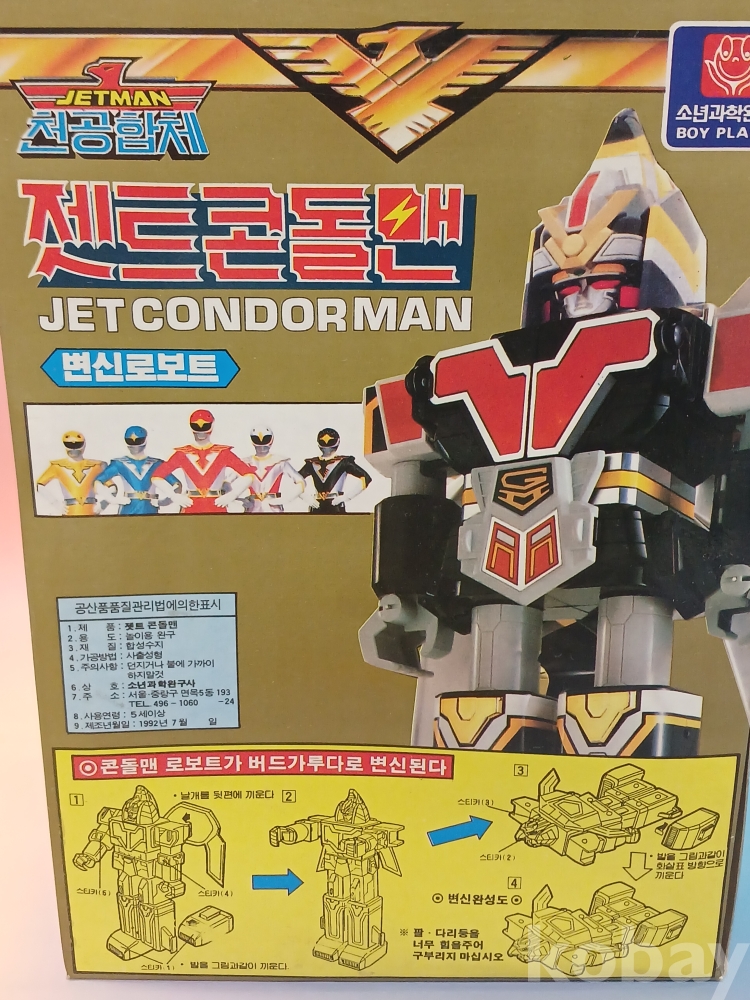 JETMAN
천공합체
소년과학원
BOY PLA
젯트콘돌맨
JET CONDOR MAN
변신로보트
공산품품질관리법에의한표시
1. 제 품 : 젯트 콘돌맨
2. 용 도 : 놀이용 완구
3. 재 질 : 합성수지
4. 가공방법 : 사출성형
5. 주의사항 : 던지거나 불에 가까이
하지말것
6. 상 호 : 소년과학원구사
7. 주 소 : 서울·중랑구 면목5동 193
-24
TEL. 496-1060
8. 사용연령 : 5세이상
9. 제조년월일 : 1992년 7월 일
◎ 콘돌맨 로보트가 버드가루다로 변신된다
1
• 날개를 뒷편에 끼운다
2
3
스티카(3)
스티카(2)
스티카(5)
스티카(4)
• 발을 그림과같이
화살표 방향으로
끼운다
4
◎ 변신완성도 ◎
※ 팔·다리등을
너무 힘을주어
구부리지 마십시오
스티카(1)
• 발을 그림과같이 끼운다.
kobay